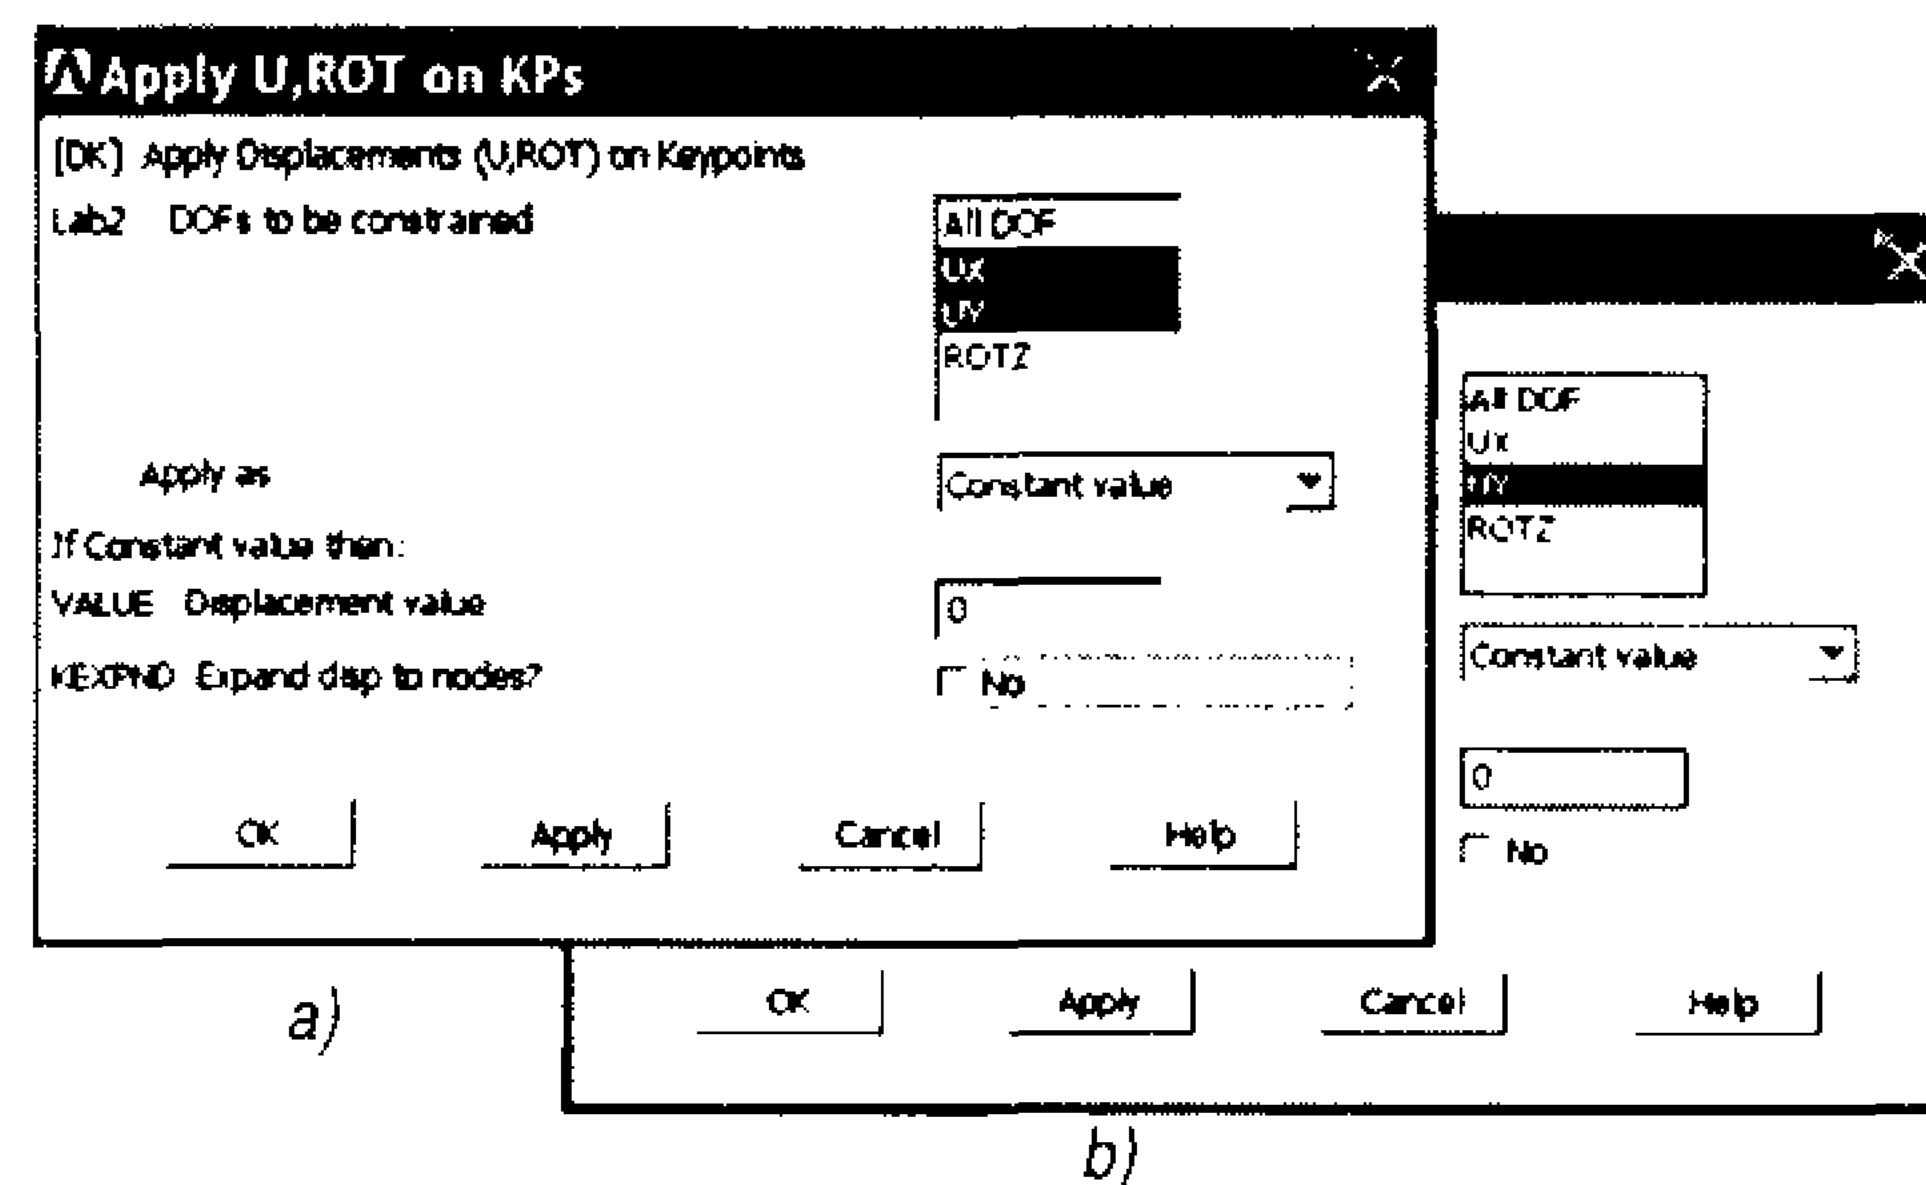 Apply U,ROT on KPs
[DK] Apply Displacements (U,ROT) on Keypoints
Lab2 DOFs to be constrained
All DOF
UX
UY
ROTZ
Apply as
Constant value
If Constant value then:
VALUE Displacement value
0
KEXPND Expand disp to nodes?
No
OK Apply Cancel Help
a)
All DOF
UX
UY
ROTZ
Constant value
0
No
OK Apply Cancel Help
b)